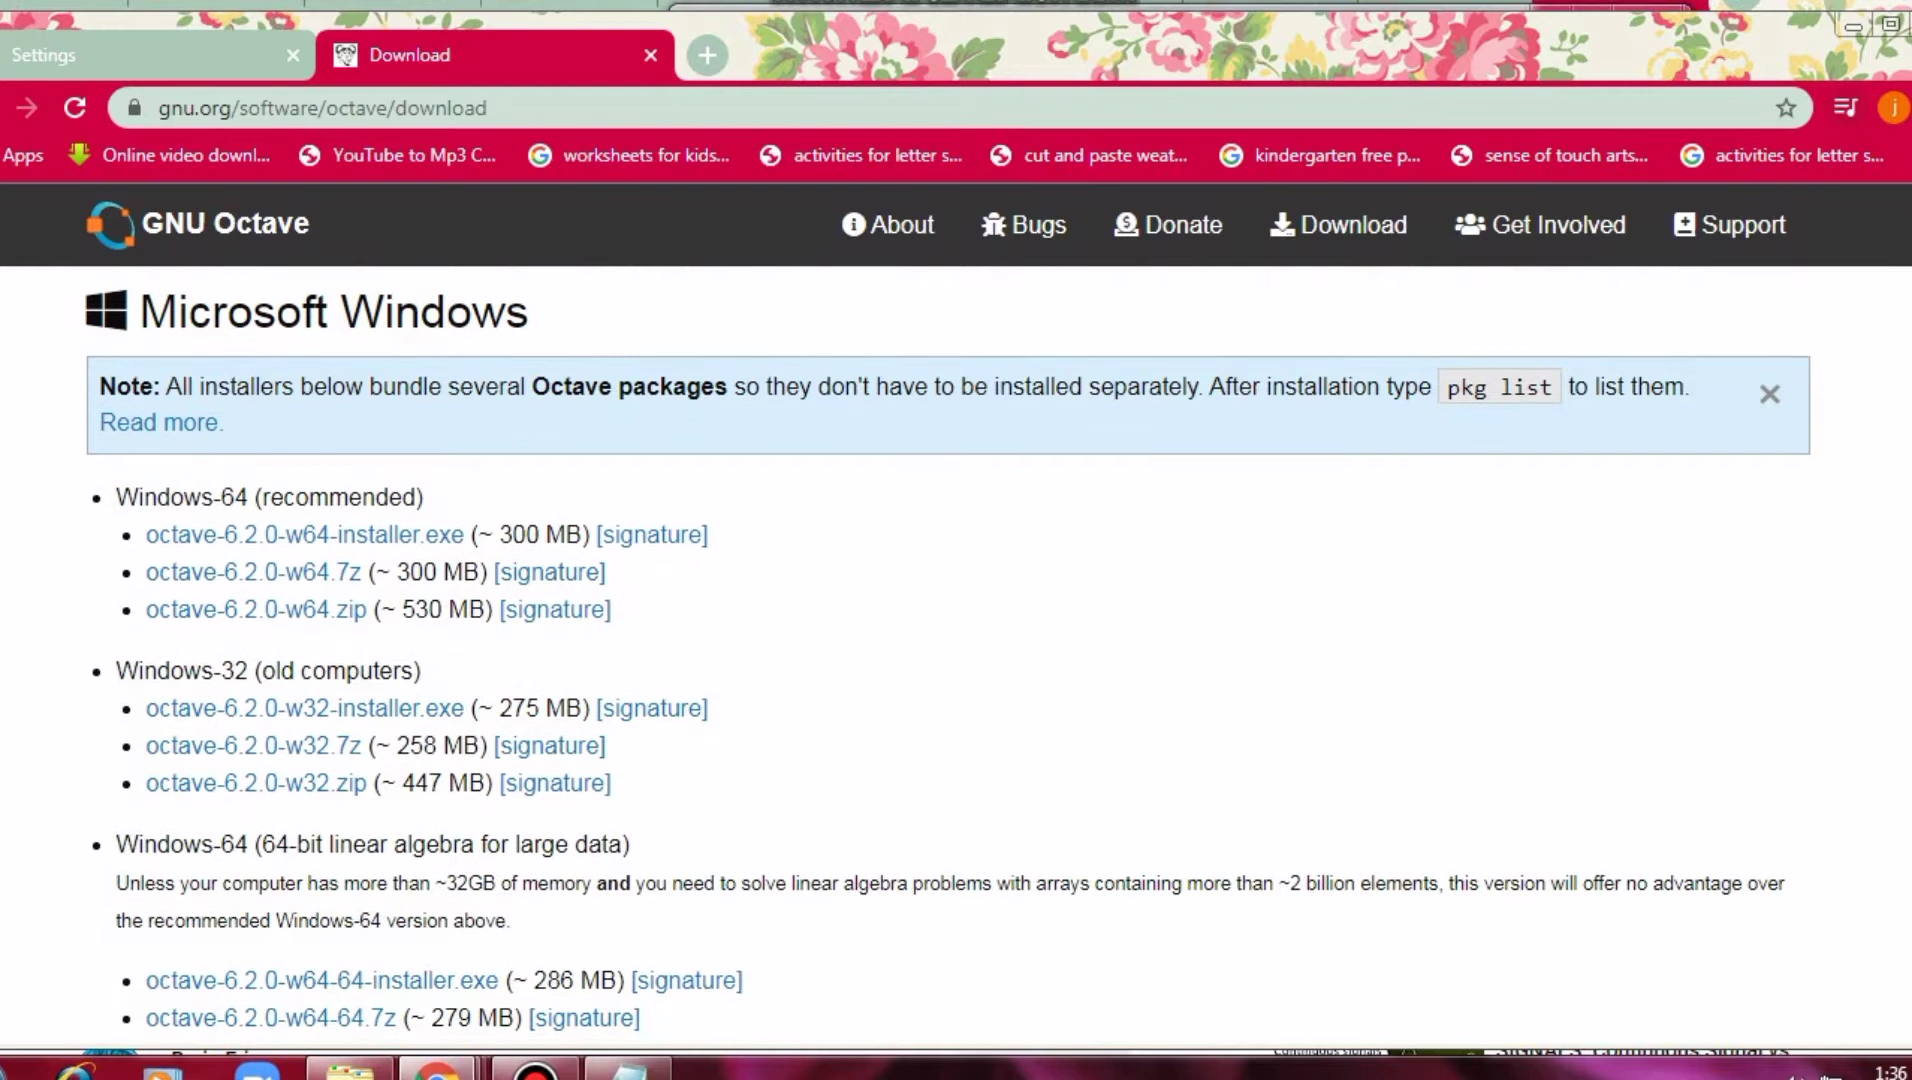 Settings
Download
gnu.org/software/octave/download
j
Apps
Online video downl...
YouTube to Mp3 C...
worksheets for kids...
activities for letter s...
cut and paste weat...
kindergarten free p...
sense of touch arts...
activities for letter s...
GNU Octave
About
Bugs
Donate
Download
Get Involved
Support
Microsoft Windows
Note: All installers below bundle several Octave packages so they don't have to be installed separately. After installation type pkg list to list them.
Read more.
Windows-64 (recommended)
octave-6.2.0-w64-installer.exe (~ 300 MB) [signature]
octave-6.2.0-w64.7z (~ 300 MB) [signature]
octave-6.2.0-w64.zip (~ 530 MB) [signature]
Windows-32 (old computers)
octave-6.2.0-w32-installer.exe (~ 275 MB) [signature]
octave-6.2.0-w32.7z (~ 258 MB) [signature]
octave-6.2.0-w32.zip (~ 447 MB) [signature]
Windows-64 (64-bit linear algebra for large data)
Unless your computer has more than ~32GB of memory and you need to solve linear algebra problems with arrays containing more than ~2 billion elements, this version will offer no advantage over
the recommended Windows-64 version above.
octave-6.2.0-w64-64-installer.exe (~ 286 MB) [signature]
octave-6.2.0-w64-64.7z (~ 279 MB) [signature]
1:36